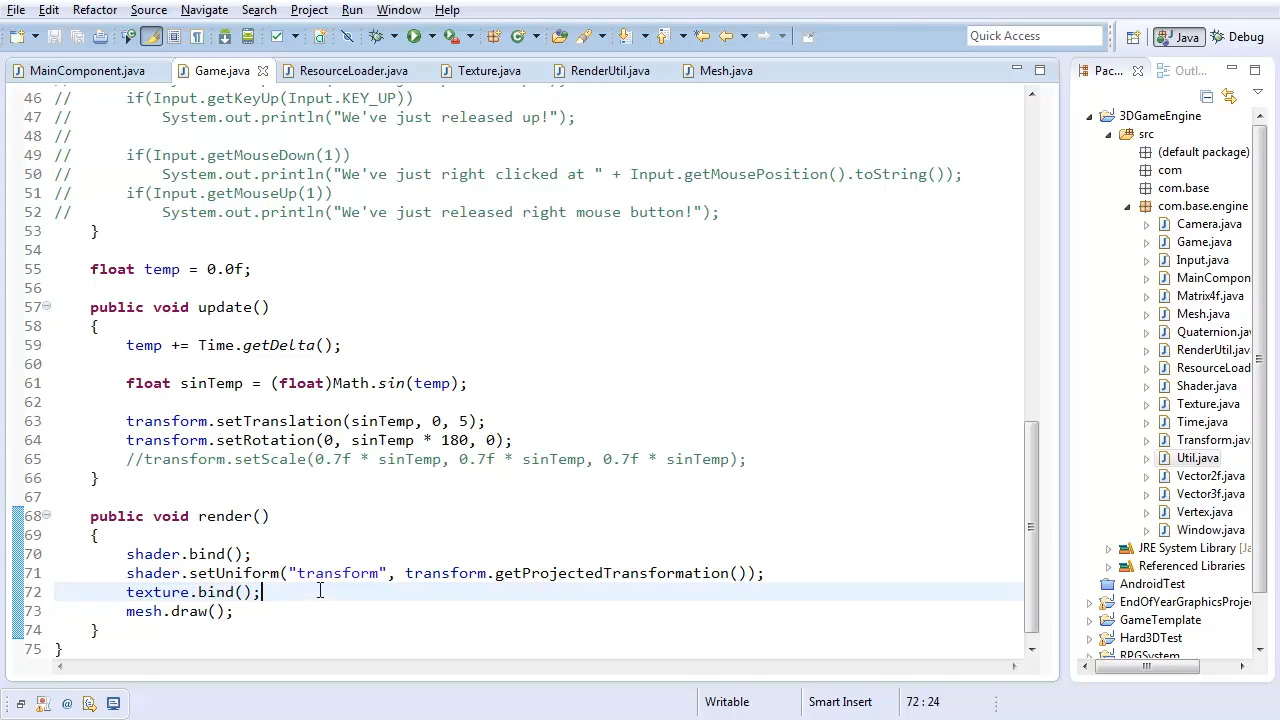 File Edit Refactor Source Navigate Search Project Run Window Help
Quick Access Java Debug
MainComponent.java Game.java ResourceLoader.java Texture.java RenderUtil.java Mesh.java
46 // if(Input.getKeyUp(Input.KEY_UP))
47 // System.out.println("We've just released up!");
48 //
49 // if(Input.getMouseDown(1))
50 // System.out.println("We've just right clicked at " + Input.getMousePosition().toString());
51 // if(Input.getMouseUp(1))
52 // System.out.println("We've just released right mouse button!");
53 }
54
55 float temp = 0.0f;
56
57 public void update()
58 {
59 temp += Time.getDelta();
60
61 float sinTemp = (float)Math.sin(temp);
62
63 transform.setTranslation(sinTemp, 0, 5);
64 transform.setRotation(0, sinTemp * 180, 0);
65 //transform.setScale(0.7f * sinTemp, 0.7f * sinTemp, 0.7f * sinTemp);
66 }
67
68 public void render()
69 {
70 shader.bind();
71 shader.setUniform("transform", transform.getProjectedTransformation());
72 texture.bind();
73 mesh.draw();
74 }
75 }
Pac... Outl...
3DGameEngine
src
(default package)
com
com.base
com.base.engine
Camera.java
Game.java
Input.java
MainCompon
Matrix4f.java
Mesh.java
Quaternion.jav
RenderUtil.jav
ResourceLoad
Shader.java
Texture.java
Time.java
Transform.jav
Util.java
Vector2f.java
Vector3f.java
Vertex.java
Window.java
JRE System Library [Ja
Referenced Libraries
AndroidTest
EndOfYearGraphicsProje
GameTemplate
Hard3DTest
RPGSystem
Writable Smart Insert 72 : 24